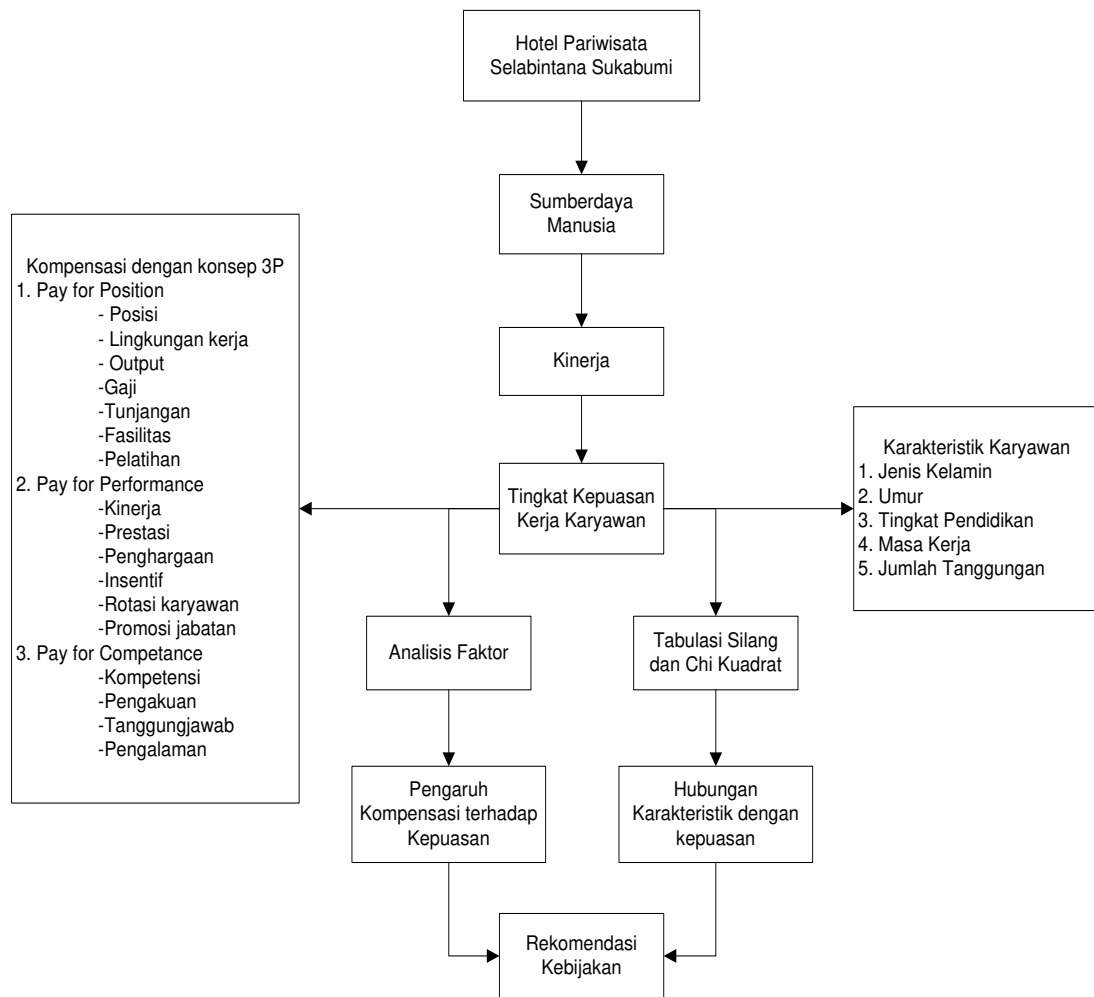 Hotel Pariwisata
Selabintana Sukabumi
Sumberdaya
Manusia
Kinerja
Tingkat Kepuasan
Kerja Karyawan
Kompensasi dengan konsep 3P
1. Pay for Position
- Posisi
- Lingkungan kerja
- Output
-Gaji
-Tunjangan
-Fasilitas
-Pelatihan
2. Pay for Performance
-Kinerja
-Prestasi
-Penghargaan
-Insentif
-Rotasi karyawan
-Promosi jabatan
3. Pay for Competance
-Kompetensi
-Pengakuan
-Tanggungjawab
-Pengalaman
Karakteristik Karyawan
1. Jenis Kelamin
2. Umur
3. Tingkat Pendidikan
4. Masa Kerja
5. Jumlah Tanggungan
Analisis Faktor
Tabulasi Silang
dan Chi Kuadrat
Pengaruh
Kompensasi terhadap
Kepuasan
Hubungan
Karakteristik dengan
kepuasan
Rekomendasi
Kebijakan